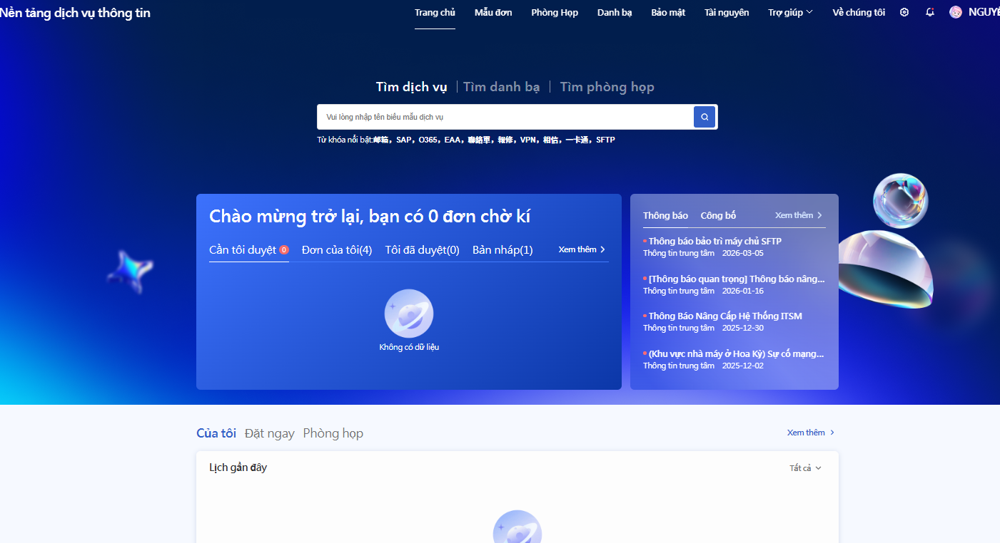 Nền tảng dịch vụ thông tin
Trang chủ Mẫu đơn Phòng Họp Danh bạ Bảo mật Tài nguyên Trợ giúp Về chúng tôi NGUYỄ
Tìm dịch vụ | Tìm danh bạ | Tìm phòng họp
Vui lòng nhập tên biểu mẫu dịch vụ
Từ khóa nổi bật:邮箱，SAP，O365，EAA，聯絡單，報修，VPN，相信，一卡通，SFTP
Chào mừng trở lại, bạn có 0 đơn chờ kí
Cần tôi duyệt 0 Đơn của tôi(4) Tôi đã duyệt(0) Bản nháp(1) Xem thêm
Không có dữ liệu
Thông báo Công bố Xem thêm
Thông báo bảo trì máy chủ SFTP
Thông tin trung tâm 2026-03-05
[Thông báo quan trọng] Thông báo nâng...
Thông tin trung tâm 2026-01-16
Thông Báo Nâng Cấp Hệ Thống ITSM
Thông tin trung tâm 2025-12-30
(Khu vực nhà máy ở Hoa Kỳ) Sự cố mạng...
Thông tin trung tâm 2025-12-02
Của tôi Đặt ngay Phòng họp Xem thêm
Lịch gần đây Tất cả